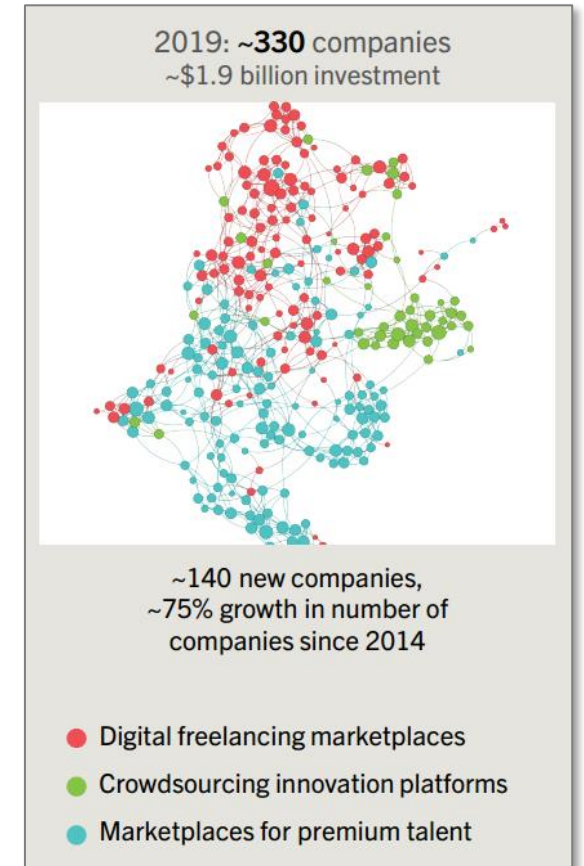 2019: ~330 companies
~$1.9 billion investment
~140 new companies,
~75% growth in number of
companies since 2014
Digital freelancing marketplaces
Crowdsourcing innovation platforms
Marketplaces for premium talent